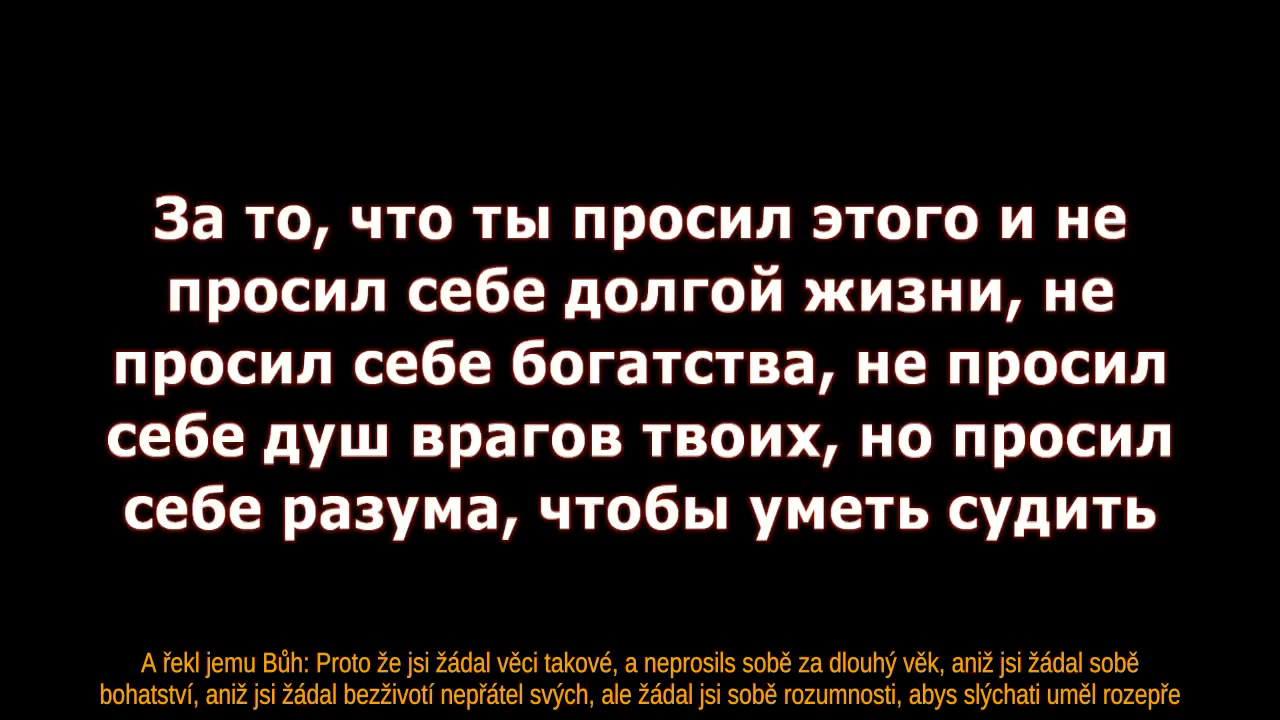 За то, что ты просил этого и не
просил себе долгой жизни, не
просил себе богатства, не просил
себе душ врагов твоих, но просил
себе разума, чтобы уметь судить
A řekl jemu Bůh: Proto že jsi žádal věci takové, a neprosils sobě za dlouhý věk, aniž jsi žádal sobě
bohatství, aniž jsi žádal bezživotí nepřátel svých, ale žádal jsi sobě rozumnosti, abys slýchati uměl rozepře